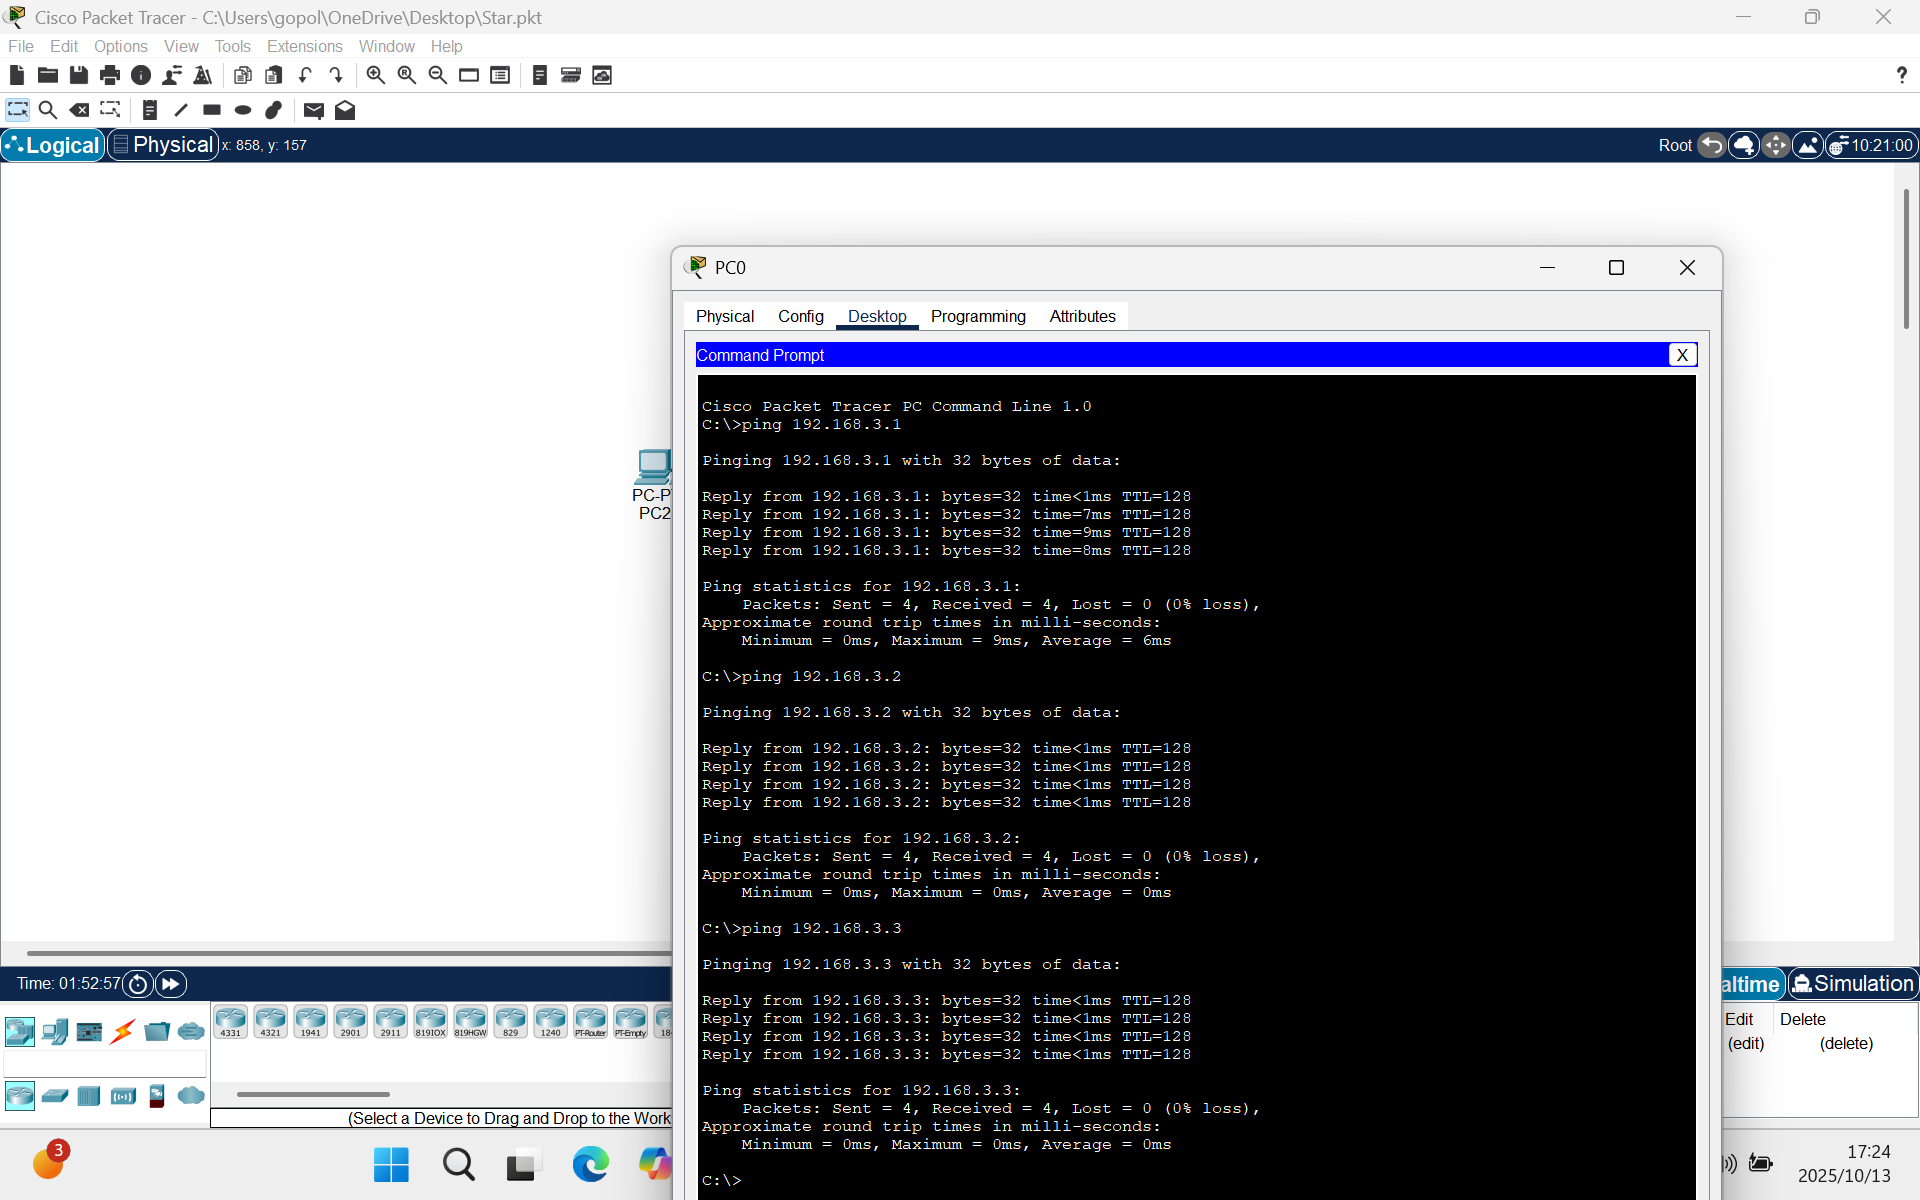 Cisco Packet Tracer - C:\Users\gopol\OneDrive\Desktop\Star.pkt
File Edit Options View Tools Extensions Window Help
?
Logical Physical x: 858, y: 157 Root 10:21:00
PC0
Physical Config Desktop Programming Attributes
Command Prompt X
Cisco Packet Tracer PC Command Line 1.0
C:\>ping 192.168.3.1
Pinging 192.168.3.1 with 32 bytes of data:
Reply from 192.168.3.1: bytes=32 time<1ms TTL=128
Reply from 192.168.3.1: bytes=32 time=7ms TTL=128
Reply from 192.168.3.1: bytes=32 time=9ms TTL=128
Reply from 192.168.3.1: bytes=32 time=8ms TTL=128
Ping statistics for 192.168.3.1:
Packets: Sent = 4, Received = 4, Lost = 0 (0% loss),
Approximate round trip times in milli-seconds:
Minimum = 0ms, Maximum = 9ms, Average = 6ms
C:\>ping 192.168.3.2
Pinging 192.168.3.2 with 32 bytes of data:
Reply from 192.168.3.2: bytes=32 time<1ms TTL=128
Reply from 192.168.3.2: bytes=32 time<1ms TTL=128
Reply from 192.168.3.2: bytes=32 time<1ms TTL=128
Reply from 192.168.3.2: bytes=32 time<1ms TTL=128
Ping statistics for 192.168.3.2:
Packets: Sent = 4, Received = 4, Lost = 0 (0% loss),
Approximate round trip times in milli-seconds:
Minimum = 0ms, Maximum = 0ms, Average = 0ms
C:\>ping 192.168.3.3
Pinging 192.168.3.3 with 32 bytes of data:
Reply from 192.168.3.3: bytes=32 time<1ms TTL=128
Reply from 192.168.3.3: bytes=32 time<1ms TTL=128
Reply from 192.168.3.3: bytes=32 time<1ms TTL=128
Reply from 192.168.3.3: bytes=32 time<1ms TTL=128
Ping statistics for 192.168.3.3:
Packets: Sent = 4, Received = 4, Lost = 0 (0% loss),
Approximate round trip times in milli-seconds:
Minimum = 0ms, Maximum = 0ms, Average = 0ms
C:\>
PC-P
PC2
Time: 01:52:57
altime Simulation
4331 4321 1941 2901 2911 819IOX 819HGW 829 1240 PT-Router PT-Empty 18
Edit Delete
(edit) (delete)
(Select a Device to Drag and Drop to the Work
3
17:24
2025/10/13